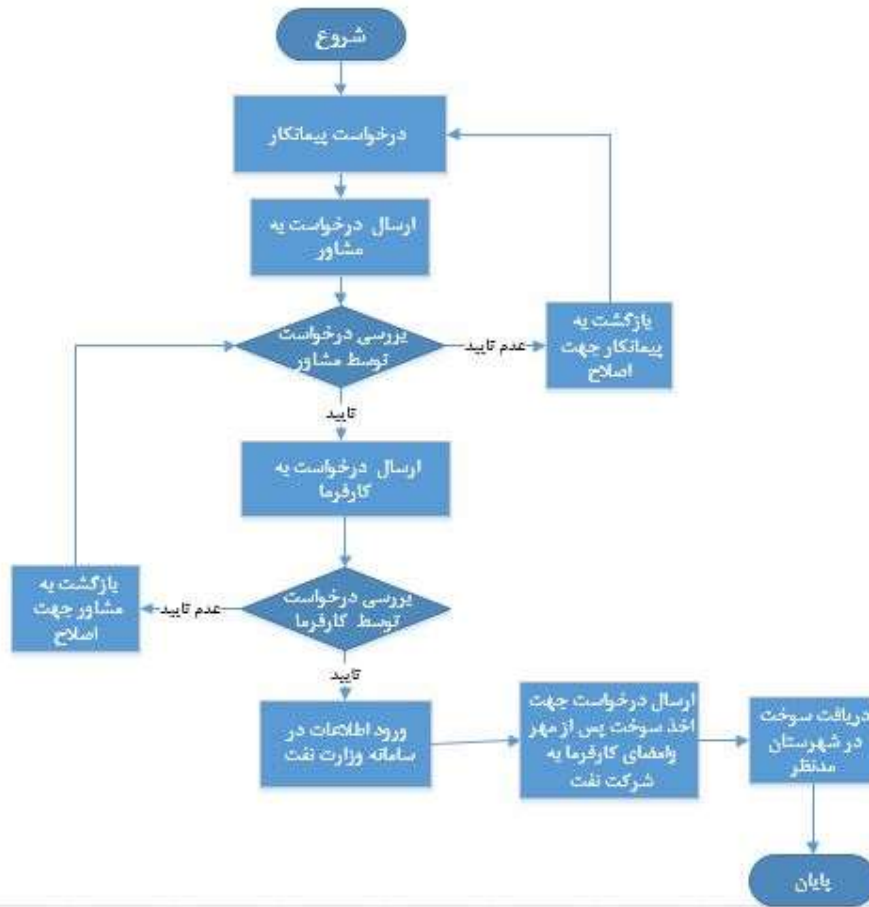 شروع
درخواست پیمانکار
ارسال درخواست به
مشاور
بررسی درخواست
توسط مشاور
عدم تایید
بازگشت به
پیمانکار جهت
اصلاح
تایید
ارسال درخواست به
کارفرما
بررسی درخواست
توسط کارفرما
عدم تایید
بازگشت به
مشاور جهت
اصلاح
تایید
ورود اطلاعات در
سامانه وزارت نفت
ارسال درخواست جهت
اخذ سوخت پس از مهر
وامضای کارفرما به
شرکت نفت
دریافت سوخت
در شهرستان
مدنظر
پایان